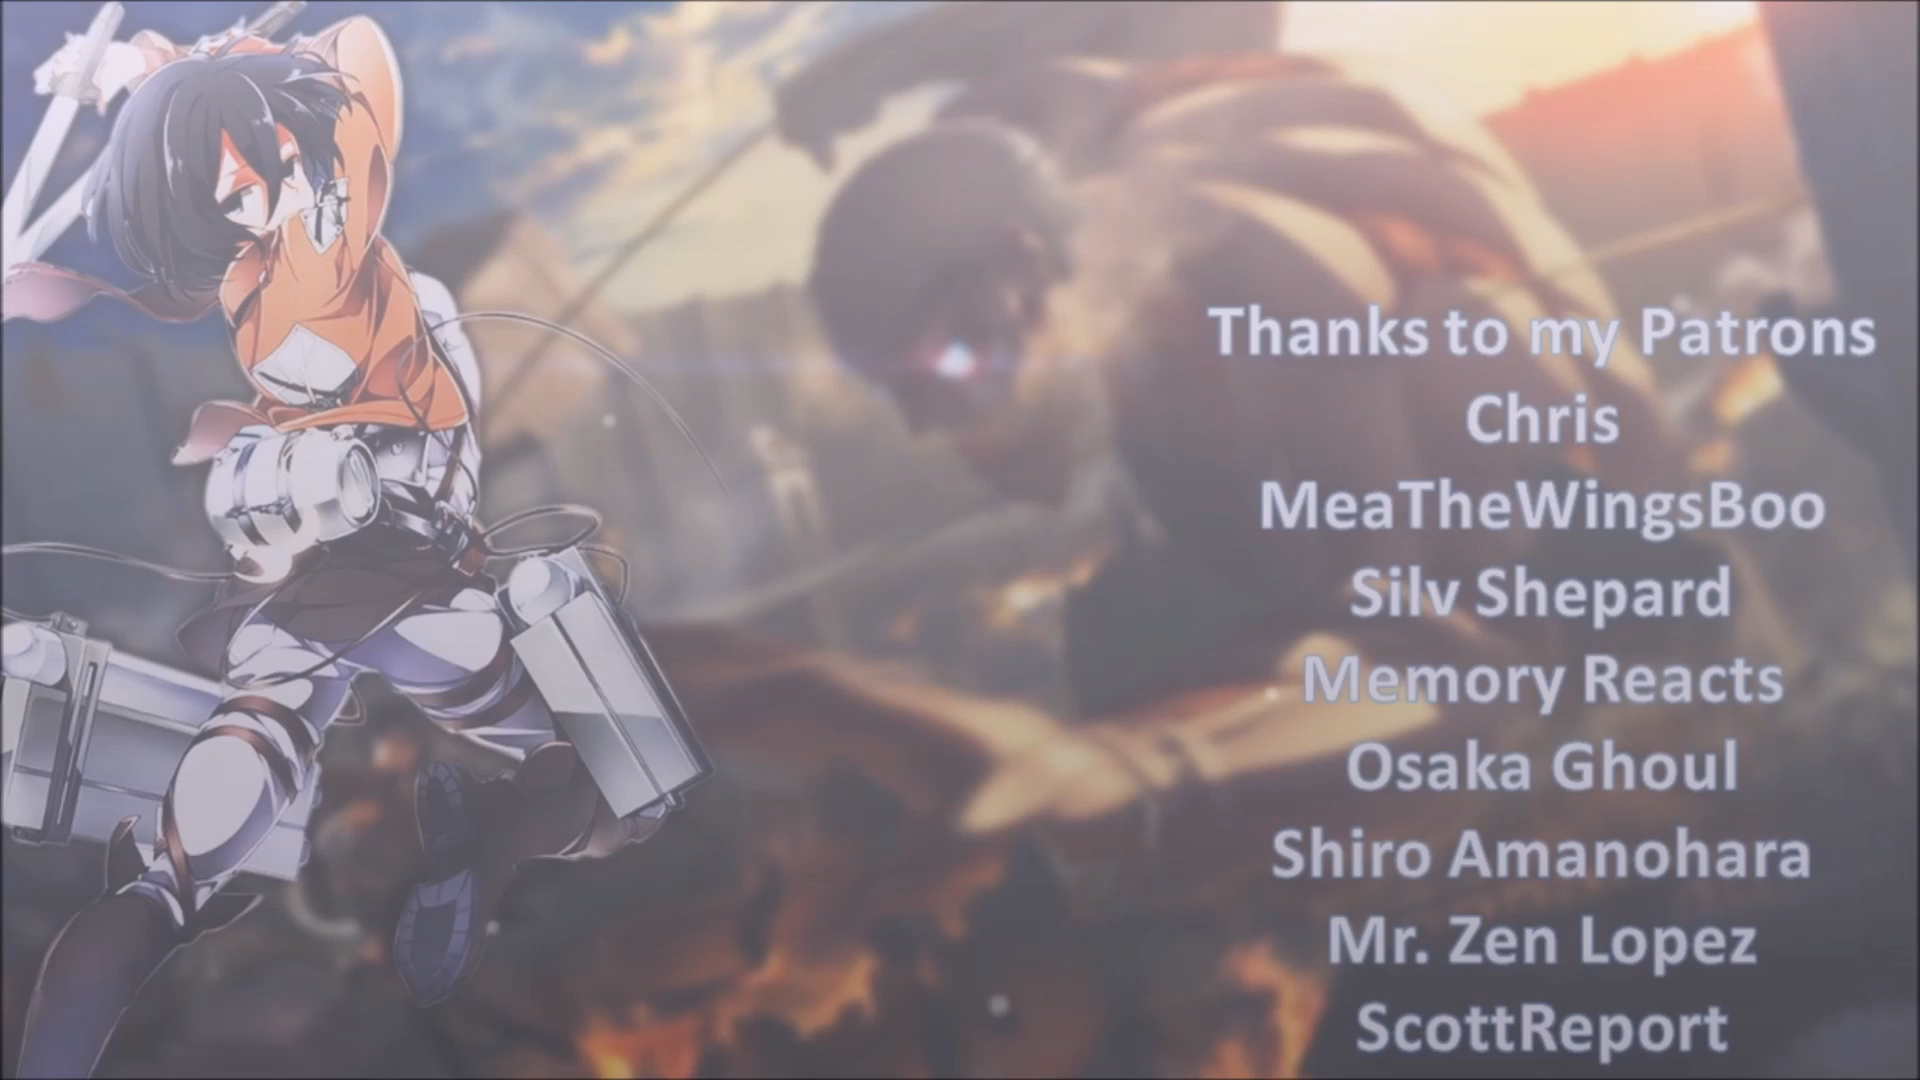 Thanks to my Patrons
Chris
MeaTheWingsBoo
Silv Shepard
Memory Reacts
Osaka Ghoul
Shiro Amanohara
Mr. Zen Lopez
ScottReport